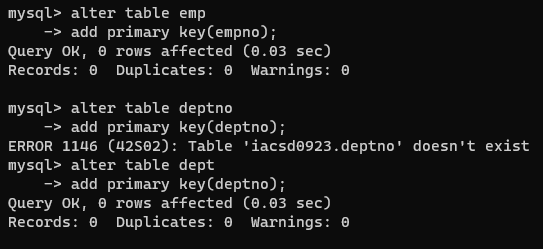 mysql> alter table emp
    -> add primary key(empno);
Query OK, 0 rows affected (0.03 sec)
Records: 0  Duplicates: 0  Warnings: 0

mysql> alter table deptno
    -> add primary key(deptno);
ERROR 1146 (42S02): Table 'iacsd0923.deptno' doesn't exist
mysql> alter table dept
    -> add primary key(deptno);
Query OK, 0 rows affected (0.03 sec)
Records: 0  Duplicates: 0  Warnings: 0